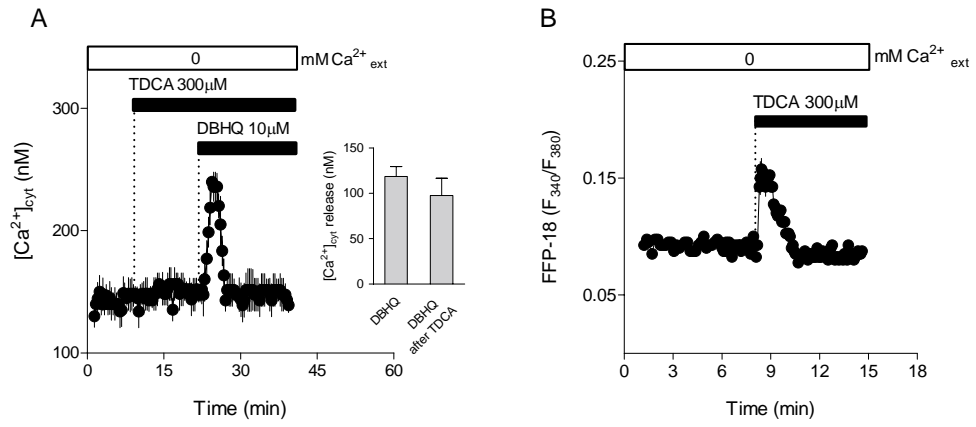 A
0
mM Ca²⁺ ext
TDCA 300μM
DBHQ 10μM
300
200
100
[Ca²⁺]cyt (nM)
0
15
30
45
60
Time (min)
150
100
50
0
[Ca²⁺]cyt release (nM)
DBHQ
DBHQ
after TDCA
B
0
mM Ca²⁺ ext
TDCA 300μM
0.25
0.15
0.05
FFP-18 (F340/F380)
0
3
6
9
12
15
18
Time (min)